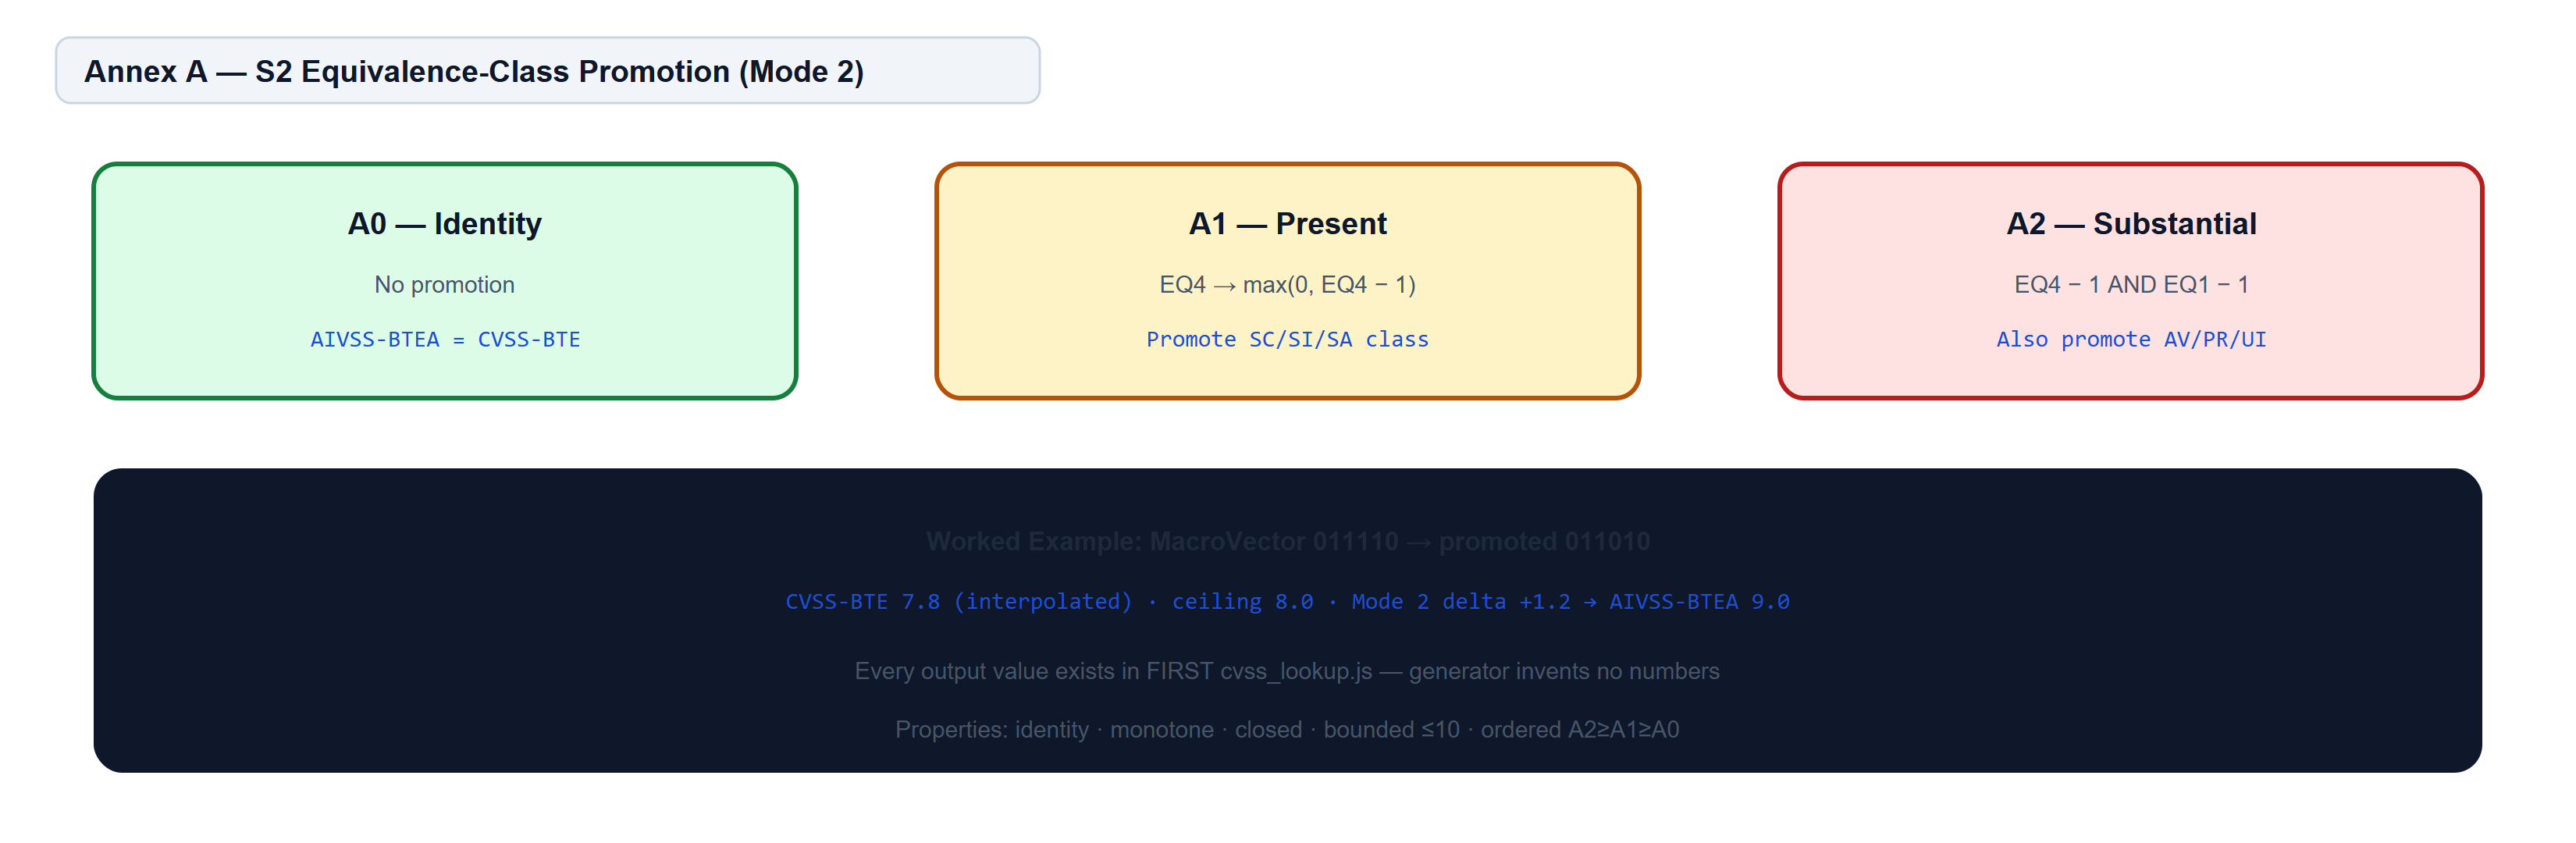 Annex A — S2 Equivalence-Class Promotion (Mode 2)
A0 — Identity
No promotion
AIVSS-BTEA = CVSS-BTE
A1 — Present
EQ4 → max(0, EQ4 − 1)
Promote SC/SI/SA class
A2 — Substantial
EQ4 − 1 AND EQ1 − 1
Also promote AV/PR/UI
Worked Example: MacroVector 011110 → promoted 011010
CVSS-BTE 7.8 (interpolated) · ceiling 8.0 · Mode 2 delta +1.2 → AIVSS-BTEA 9.0
Every output value exists in FIRST cvss_lookup.js — generator invents no numbers
Properties: identity · monotone · closed · bounded ≤10 · ordered A2≥A1≥A0